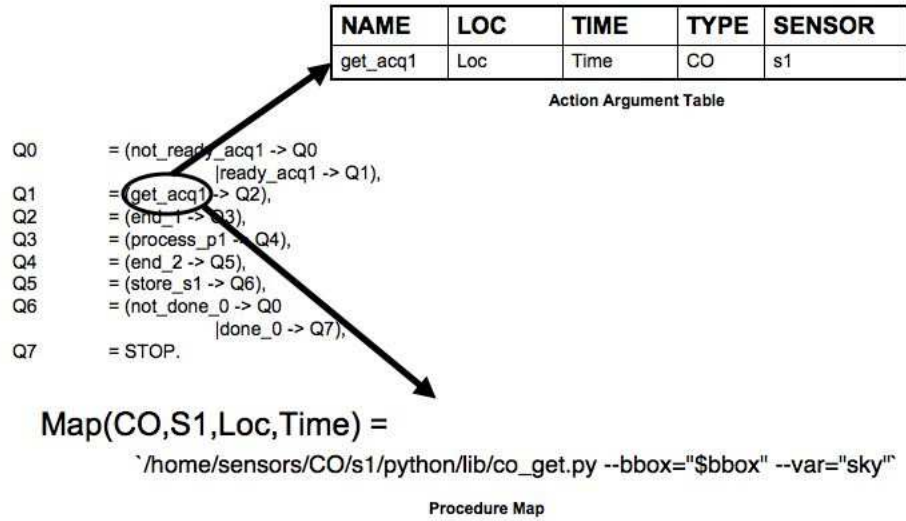 NAME LOC TIME TYPE SENSOR
get_acq1 Loc Time CO s1
Action Argument Table
Q0 = (not_ready_acq1 -> Q0
|ready_acq1 -> Q1),
Q1 = (get_acq1 -> Q2),
Q2 = (end_1 -> Q3),
Q3 = (process_p1 -> Q4),
Q4 = (end_2 -> Q5),
Q5 = (store_s1 -> Q6),
Q6 = (not_done_0 -> Q0
|done_0 -> Q7),
Q7 = STOP.
Map(CO,S1,Loc,Time) =
`/home/sensors/CO/s1/python/lib/co_get.py --bbox="$bbox" --var="sky"`
Procedure Map